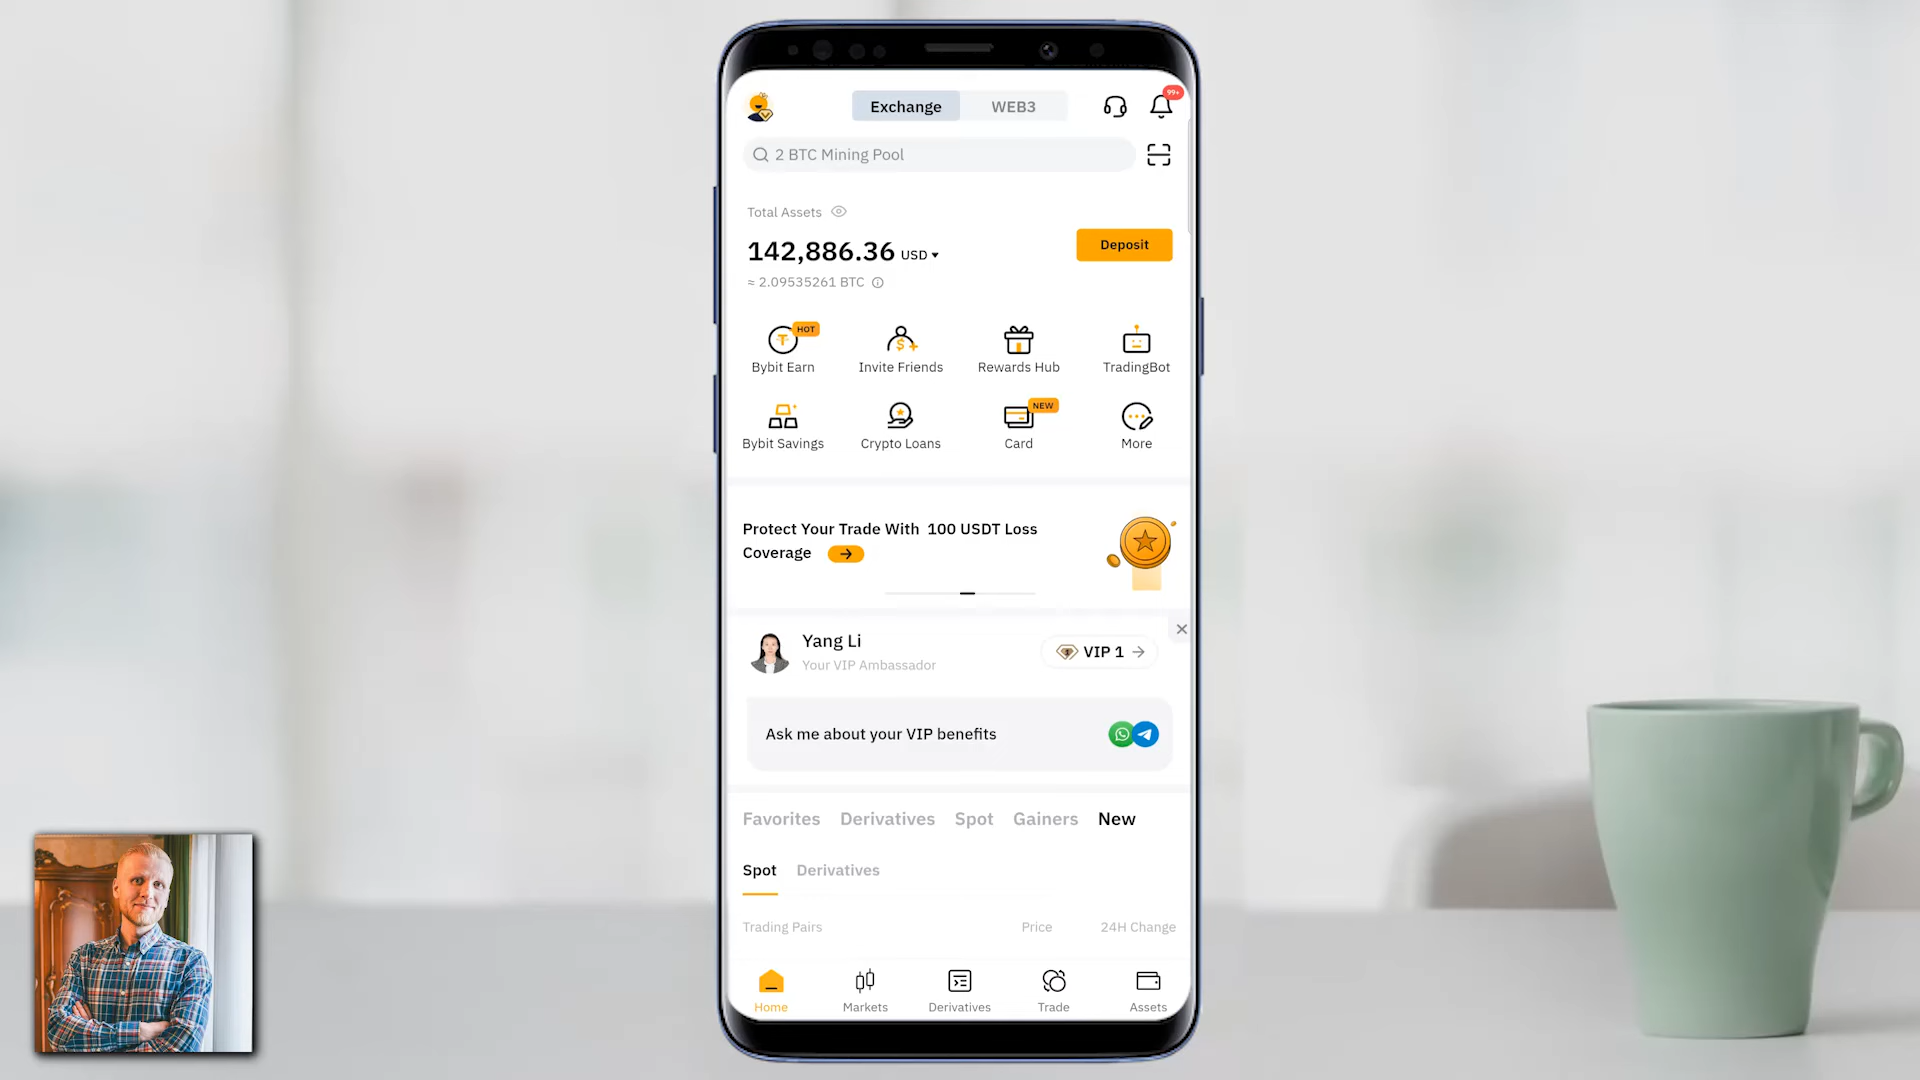 Exchange
WEB3
99+
2 BTC Mining Pool
Total Assets
142,886.36 USD
Deposit
≈ 2.09535261 BTC
HOT
Bybit Earn
Invite Friends
Rewards Hub
TradingBot
NEW
Bybit Savings
Crypto Loans
Card
More
Protect Your Trade With 100 USDT Loss
Coverage
Yang Li
Your VIP Ambassador
VIP 1
Ask me about your VIP benefits
Favorites
Derivatives
Spot
Gainers
New
Spot
Derivatives
Trading Pairs
Price
24H Change
Home
Markets
Derivatives
Trade
Assets